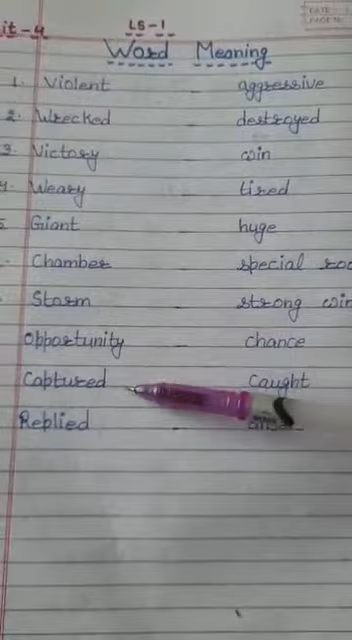 it-4 LS-1
Word Meaning
1. Violent - aggressive
2. Wrecked - destroyed
3. Victory - win
4. Weary - tired
5 Giant - huge
Chamber - special
Storm - strong
Opportunity - chance
Captured caught
Replied -